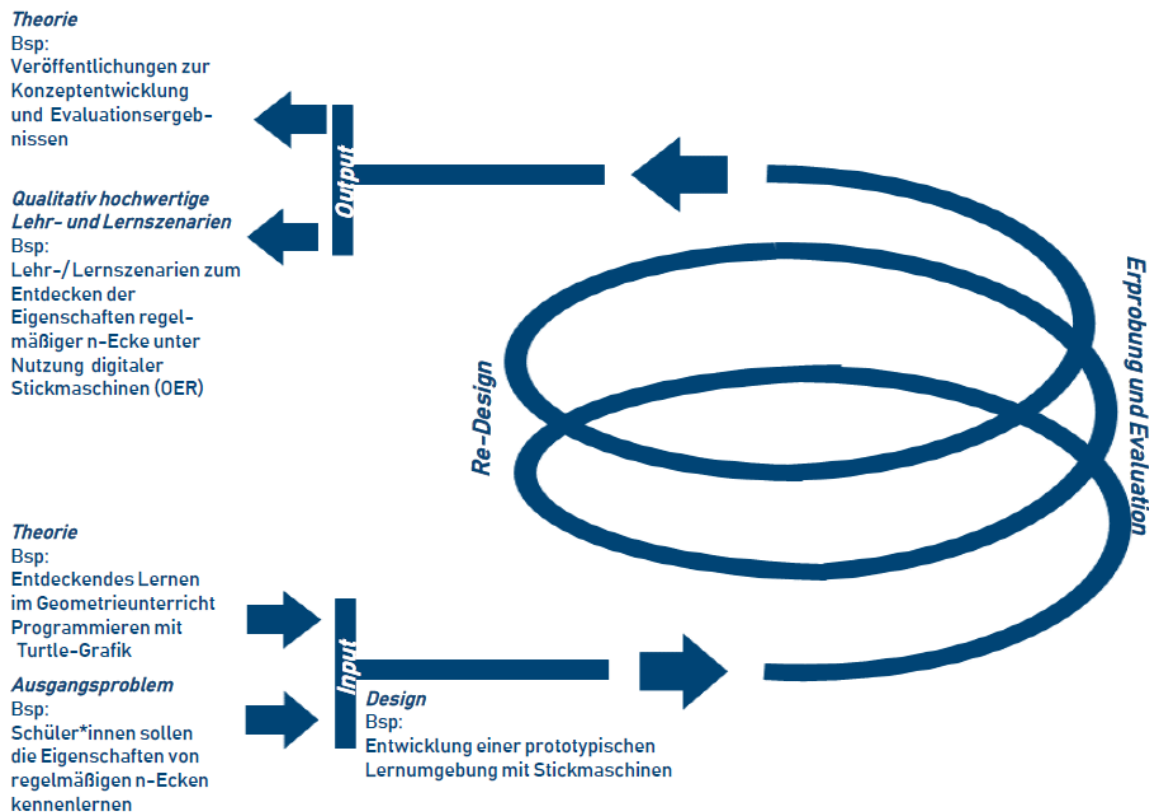 Theorie
Bsp:
Veröffentlichungen zur
Konzeptentwicklung
und Evaluationsergeb-
nissen
Output
Qualitativ hochwertige
Lehr- und Lernszenarien
Bsp:
Lehr-/Lernszenarien zum
Entdecken der
Eigenschaften regel-
mäßiger n-Ecke unter
Nutzung digitaler
Stickmaschinen (OER)
Re-Design
Erprobung und Evaluation
Theorie
Bsp:
Entdeckendes Lernen
im Geometrieunterricht
Programmieren mit
Turtle-Grafik
Input
Ausgangsproblem
Bsp:
Schüler*innen sollen
die Eigenschaften von
regelmäßigen n-Ecken
kennenlernen
Design
Bsp:
Entwicklung einer prototypischen
Lernumgebung mit Stickmaschinen